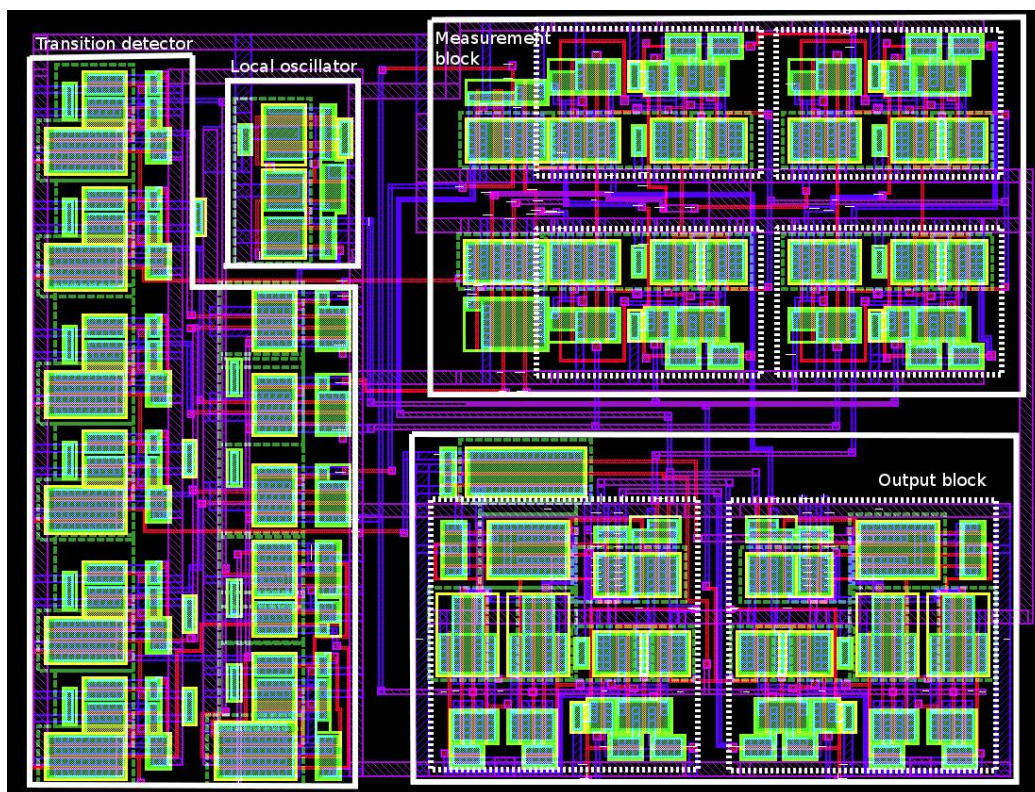 Transition detector
Local oscillator
Measurement
block
Output block